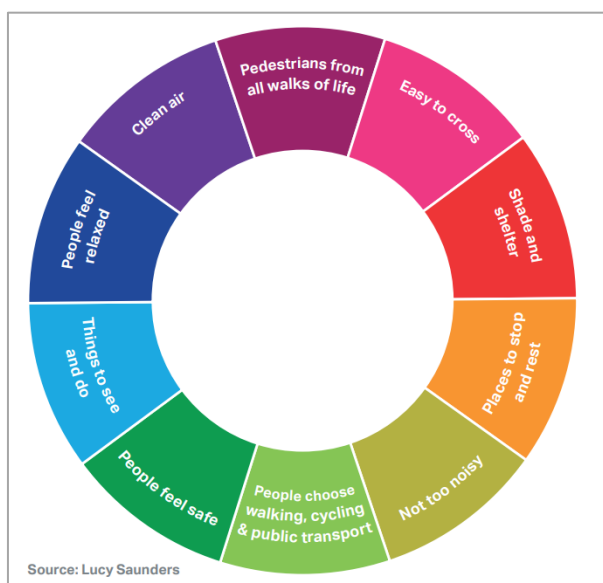 Pedestrians from
all walks of life
Easy to cross
Shade and
shelter
Places to stop
and rest
Not too noisy
People choose
walking, cycling
& public transport
People feel safe
Things to see
and do
People feel
relaxed
Clean air
Source: Lucy Saunders